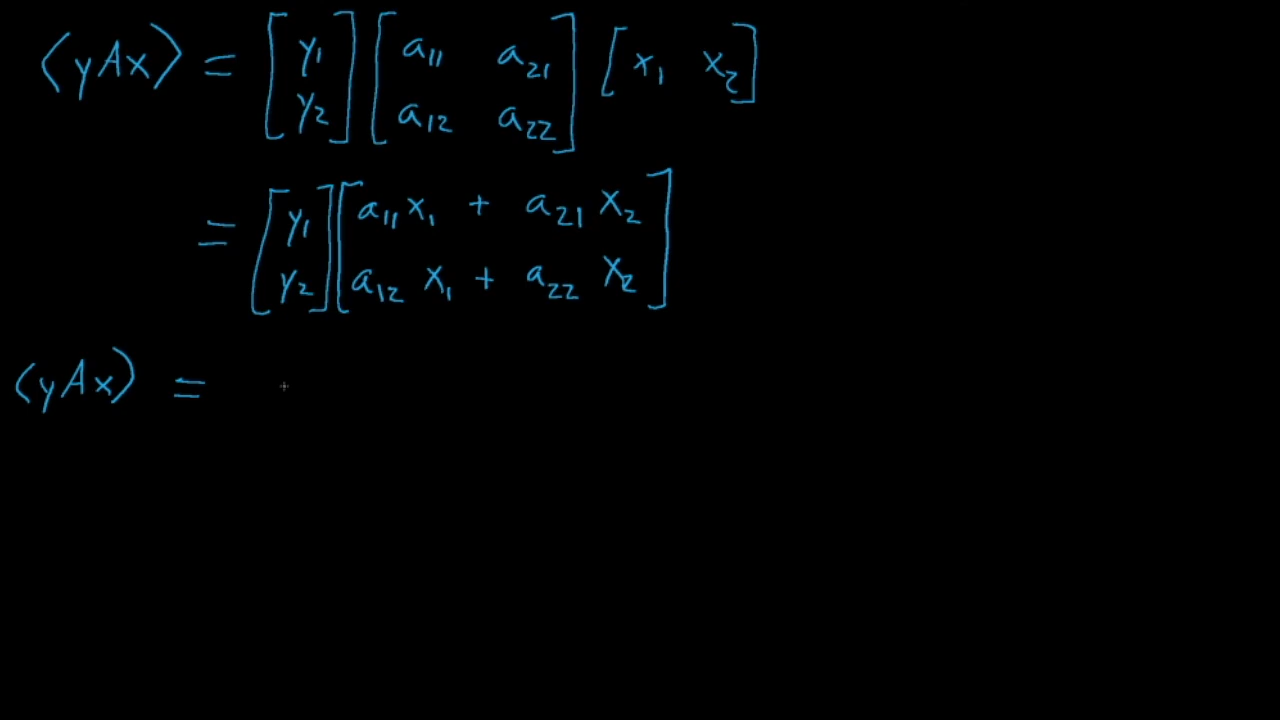 ⟨yAx⟩ = [y₁ y₂] [a₁₁ a₂₁ [x₁ x₂]
a₁₂ a₂₂]
= [y₁ [a₁₁x₁ + a₂₁x₂
y₂] a₁₂x₁ + a₂₂x₂]
⟨yAx⟩ =